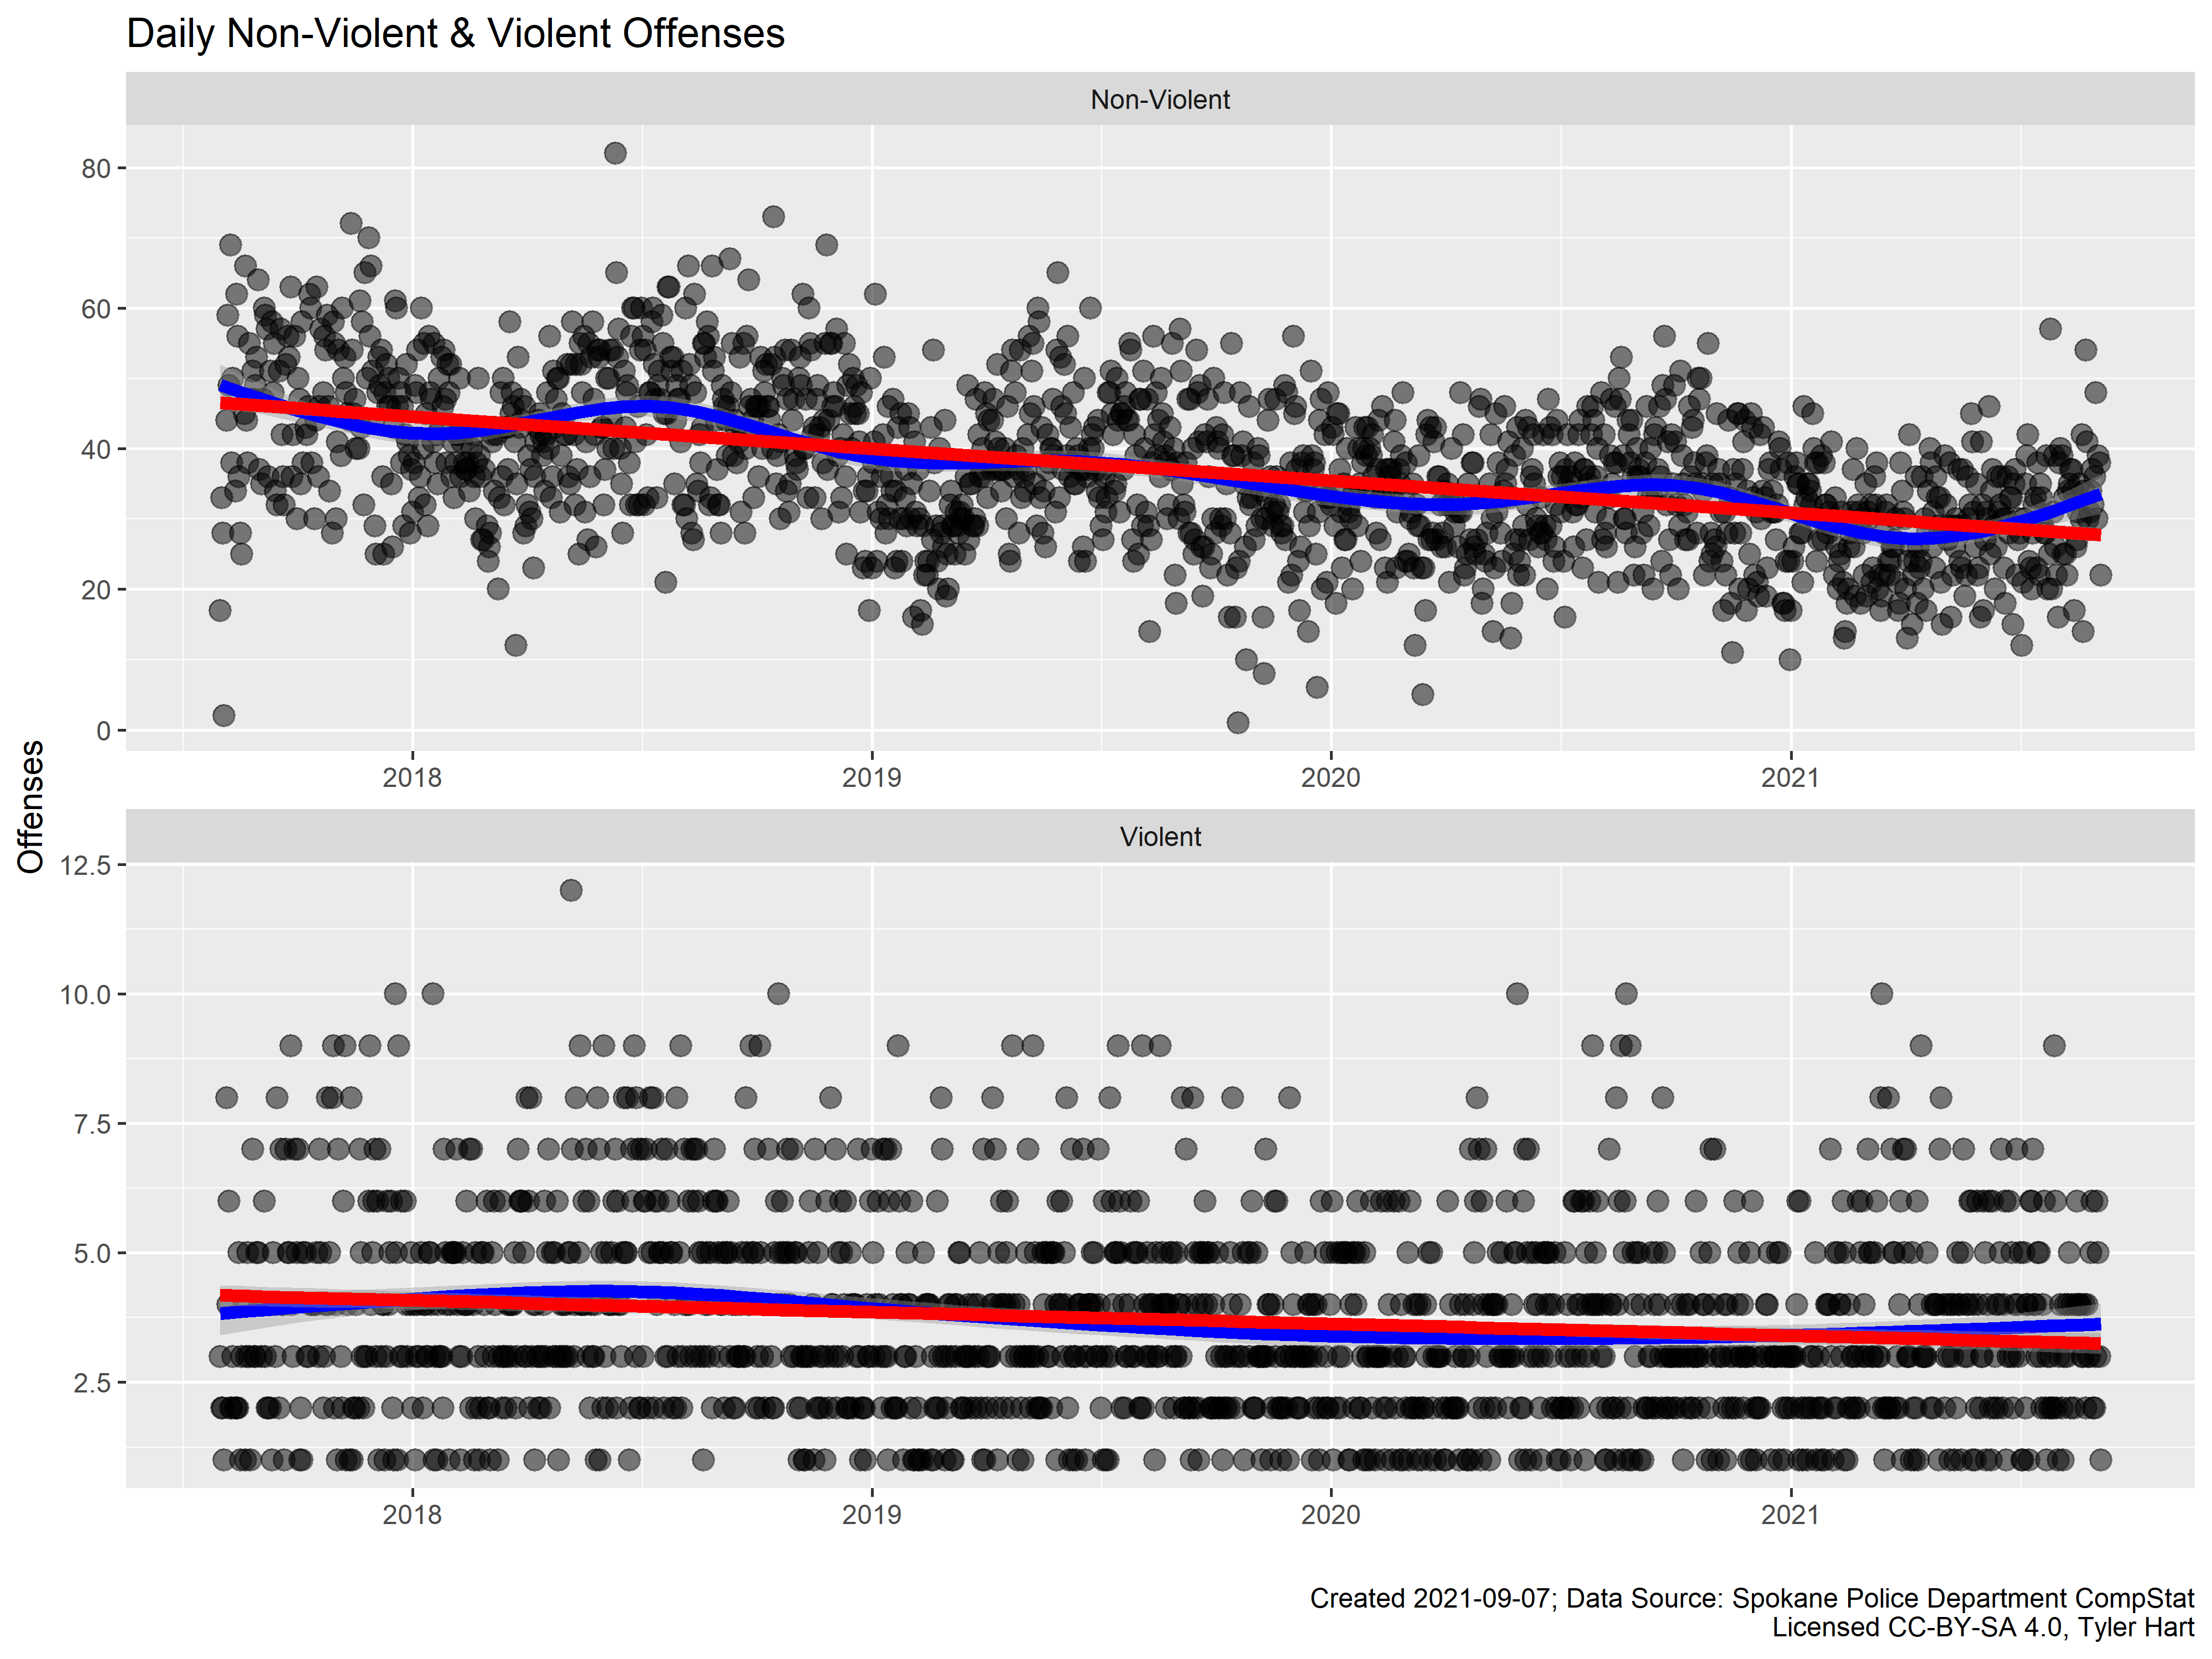 Daily Non-Violent & Violent Offenses
Non-Violent
80
60
40
20
0
2018 2019 2020 2021
Offenses
Violent
12.5
10.0
7.5
5.0
2.5
2018 2019 2020 2021
Created 2021-09-07; Data Source: Spokane Police Department CompStat
Licensed CC-BY-SA 4.0, Tyler Hart